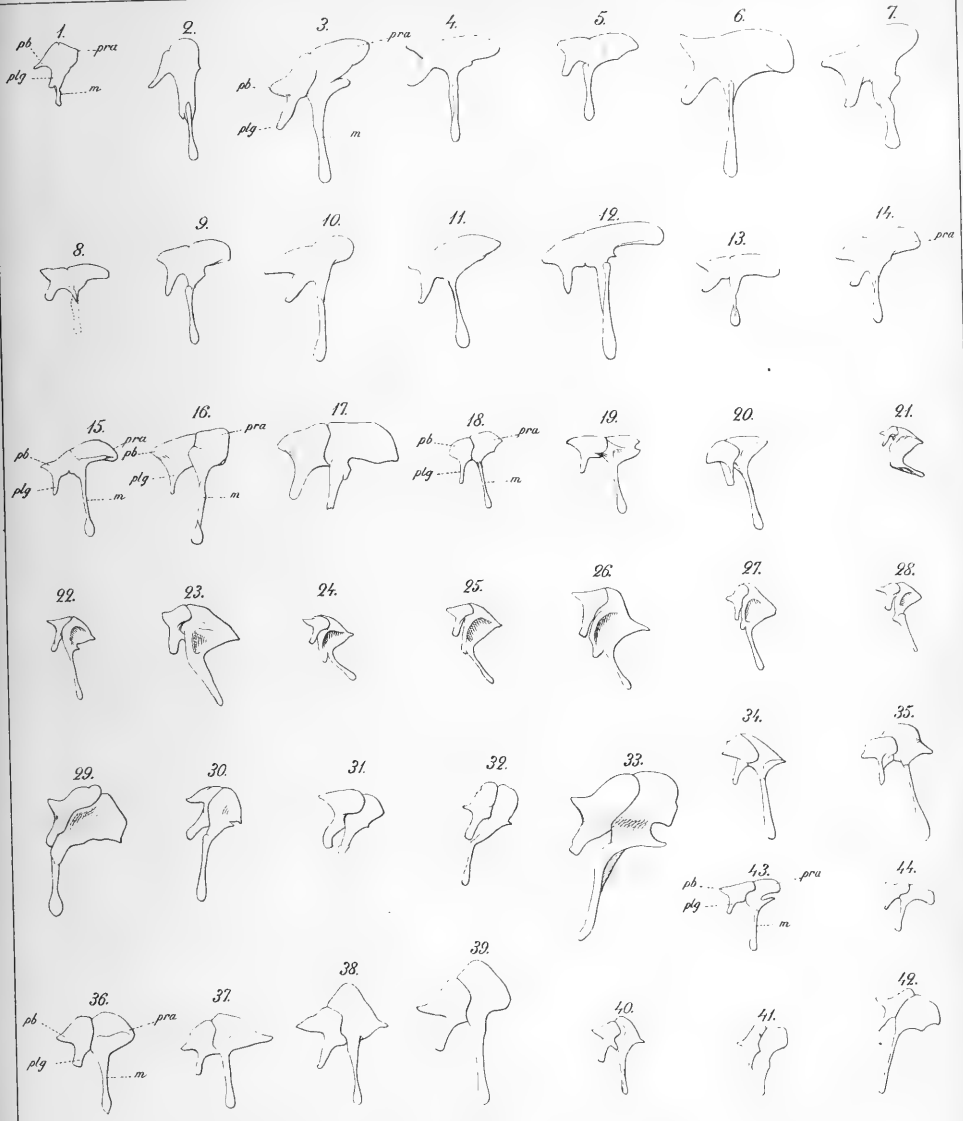 1. 2. 3. 4. 5. 6. 7.
pb pra
plg m
pra
pb
plg m
8. 9. 10. 11. 12. 13. 14.
pra
15. 16. 17. 18. 19. 20. 21.
pb pra
plg m
pb pra
plg m
pb pra
plg m
22. 23. 24. 25. 26. 27. 28.
29. 30. 31. 32. 33. 34. 35.
43. 44.
pb pra
plg m
36. 37. 38. 39. 40. 41. 42.
pb pra
plg m